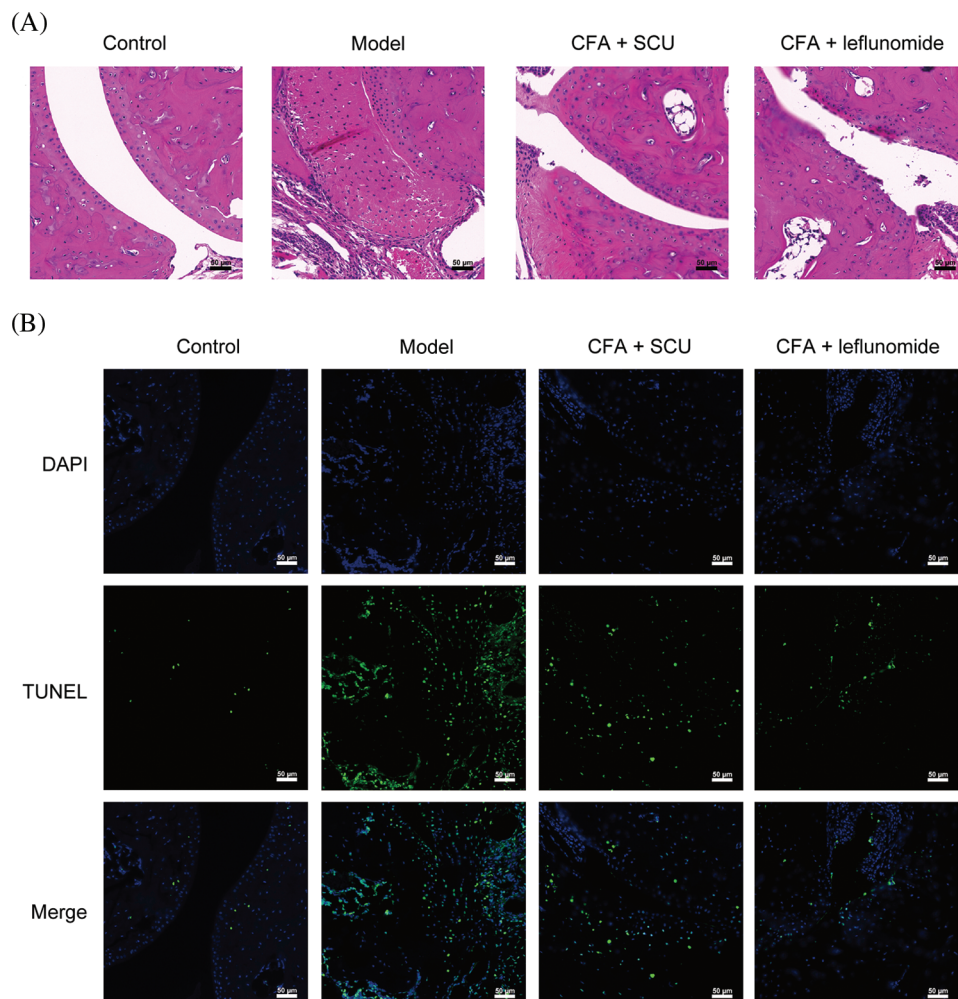 (A)
Control Model CFA + SCU CFA + leflunomide
50 μm 50 μm 50 μm 50 μm
(B)
Control Model CFA + SCU CFA + leflunomide
DAPI
50 μm 50 μm 50 μm 50 μm
TUNEL
50 μm 50 μm 50 μm 50 μm
Merge
50 μm 50 μm 50 μm 50 μm